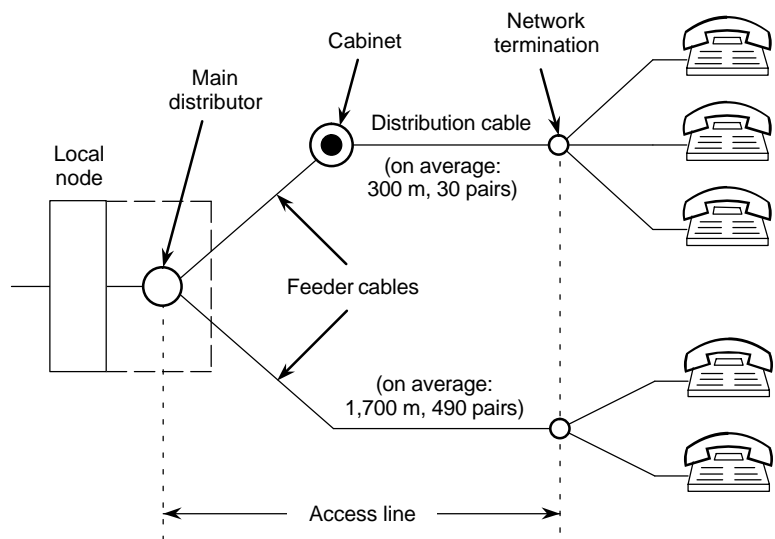 Cabinet
Network
termination
Main
distributor
Distribution cable
Local
node
(on average:
300 m, 30 pairs)
Feeder cables
(on average:
1,700 m, 490 pairs)
Access line